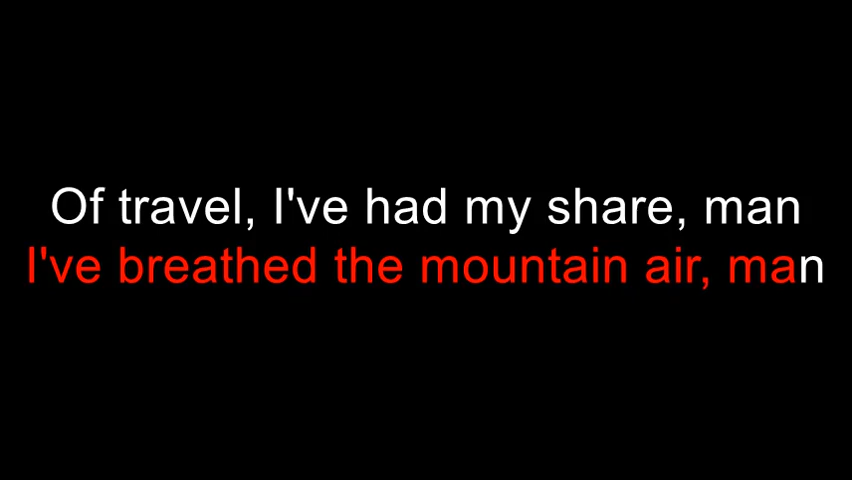 Of travel, I've had my share, man
I've breathed the mountain air, man